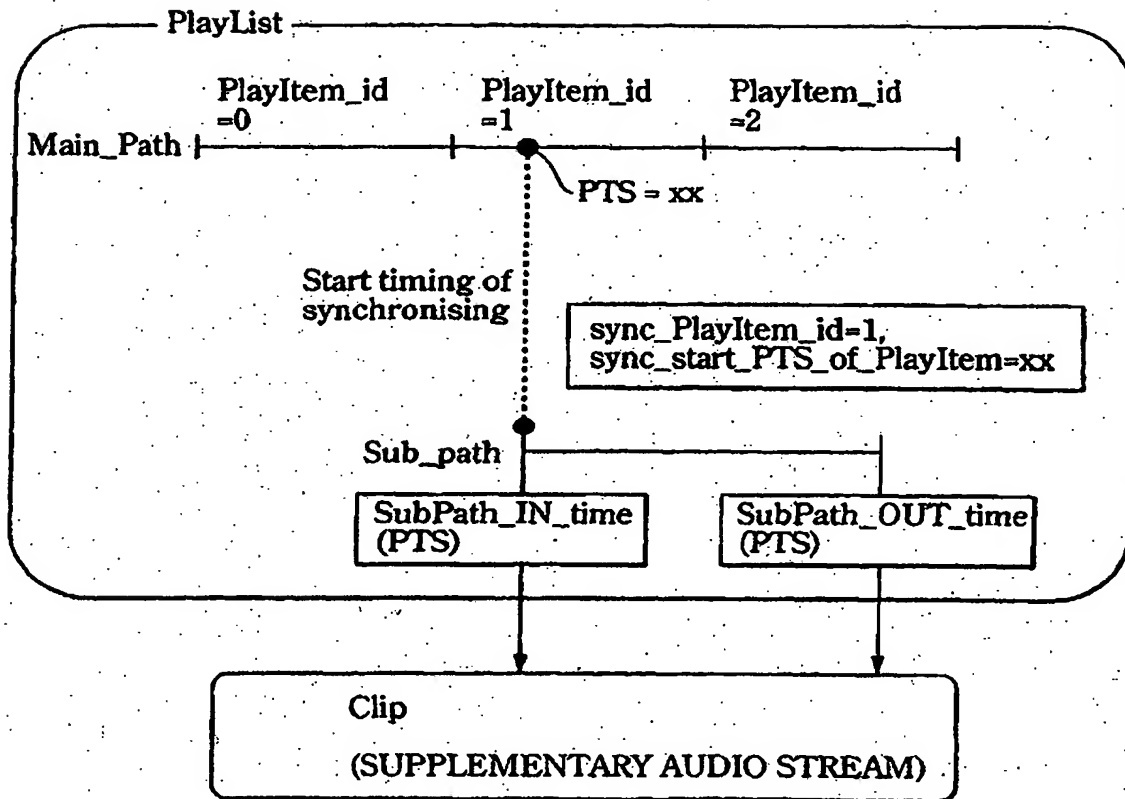 PlayList
PlayItem_id
=0
PlayItem_id
=1
PlayItem_id
=2
Main_Path
PTS = xx
Start timing of
synchronising
sync_PlayItem_id=1,
sync_start_PTS_of_PlayItem=xx
Sub_path
SubPath_IN_time
(PTS)
SubPath_OUT_time
(PTS)
Clip
(SUPPLEMENTARY AUDIO STREAM)